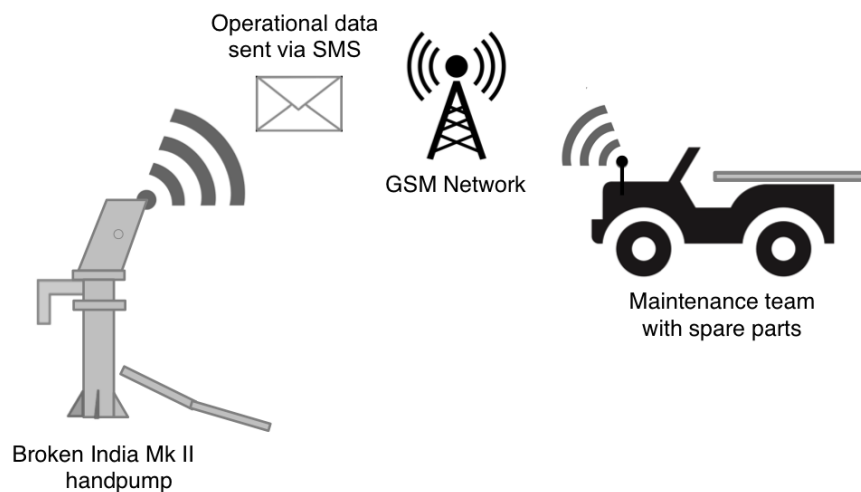 Operational data
sent via SMS
GSM Network
Maintenance team
with spare parts
Broken India Mk II
handpump